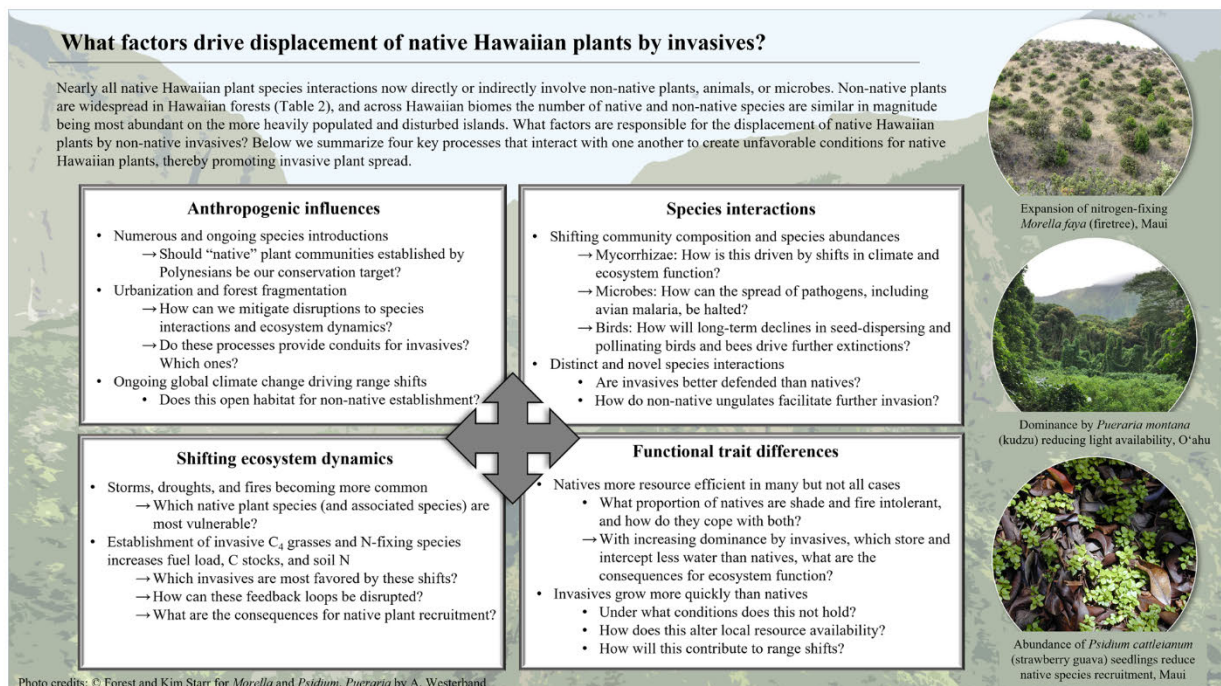 What factors drive displacement of native Hawaiian plants by invasives?
Nearly all native Hawaiian plant species interactions now directly or indirectly involve non-native plants, animals, or microbes. Non-native plants
are widespread in Hawaiian forests (Table 2), and across Hawaiian biomes the number of native and non-native species are similar in magnitude
being most abundant on the more heavily populated and disturbed islands. What factors are responsible for the displacement of native Hawaiian
plants by non-native invasives? Below we summarize four key processes that interact with one another to create unfavorable conditions for native
Hawaiian plants, thereby promoting invasive plant spread.
Anthropogenic influences
• Numerous and ongoing species introductions
→ Should “native” plant communities established by
Polynesians be our conservation target?
• Urbanization and forest fragmentation
→ How can we mitigate disruptions to species
interactions and ecosystem dynamics?
→ Do these processes provide conduits for invasives?
Which ones?
• Ongoing global climate change driving range shifts
• Does this open habitat for non-native establishment?
Species interactions
• Shifting community composition and species abundances
→ Mycorrhizae: How is this driven by shifts in climate and
ecosystem function?
→ Microbes: How can the spread of pathogens, including
avian malaria, be halted?
→ Birds: How will long-term declines in seed-dispersing and
pollinating birds and bees drive further extinctions?
• Distinct and novel species interactions
• Are invasives better defended than natives?
• How do non-native ungulates facilitate further invasion?
Shifting ecosystem dynamics
• Storms, droughts, and fires becoming more common
→ Which native plant species (and associated species) are
most vulnerable?
• Establishment of invasive C₄ grasses and N-fixing species
increases fuel load, C stocks, and soil N
→ Which invasives are most favored by these shifts?
→ How can these feedback loops be disrupted?
→ What are the consequences for native plant recruitment?
Functional trait differences
• Natives more resource efficient in many but not all cases
• What proportion of natives are shade and fire intolerant,
and how do they cope with both?
→ With increasing dominance by invasives, which store and
intercept less water than natives, what are the
consequences for ecosystem function?
• Invasives grow more quickly than natives
• Under what conditions does this not hold?
• How does this alter local resource availability?
• How will this contribute to range shifts?
Expansion of nitrogen-fixing
Morella faya (firetree), Maui
Dominance by Pueraria montana
(kudzu) reducing light availability, Oʻahu
Abundance of Psidium cattleianum
(strawberry guava) seedlings reduce
native species recruitment, Maui
Photo credits: © Forest and Kim Starr for Morella and Psidium, Pueraria by A. Westerband